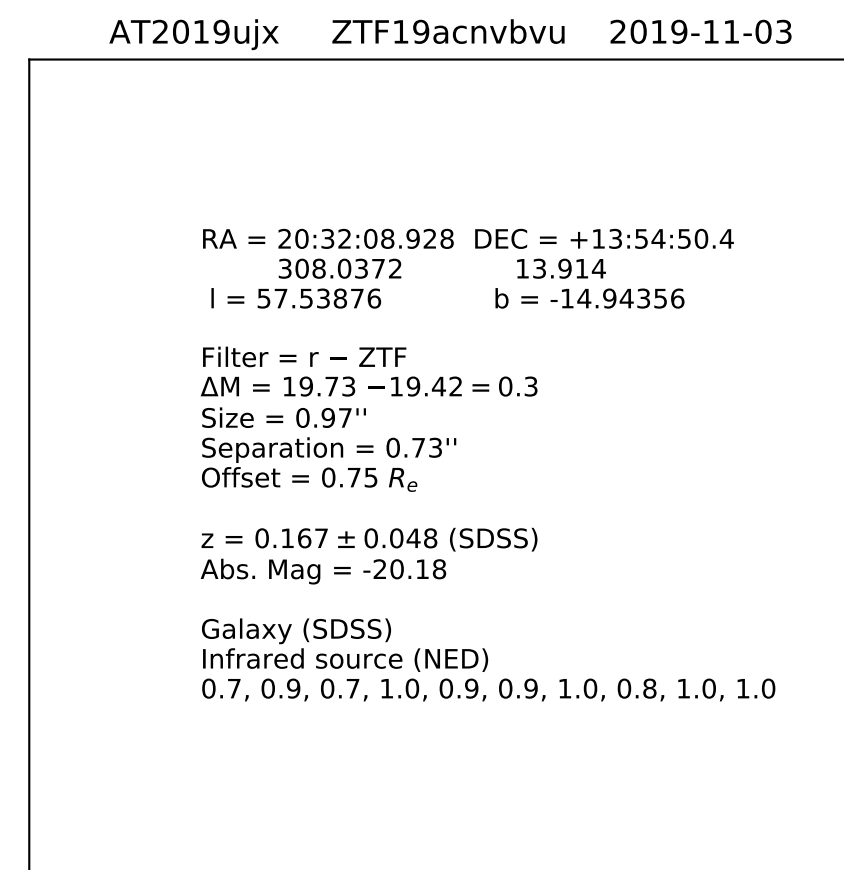 AT2019ujx ZTF19acnvbvu 2019-11-03
RA = 20:32:08.928 DEC = +13:54:50.4
308.0372 13.914
l = 57.53876 b = -14.94356
Filter = r − ZTF
ΔM = 19.73 −19.42 = 0.3
Size = 0.97''
Separation = 0.73''
Offset = 0.75 Re
z = 0.167 ± 0.048 (SDSS)
Abs. Mag = -20.18
Galaxy (SDSS)
Infrared source (NED)
0.7, 0.9, 0.7, 1.0, 0.9, 0.9, 1.0, 0.8, 1.0, 1.0